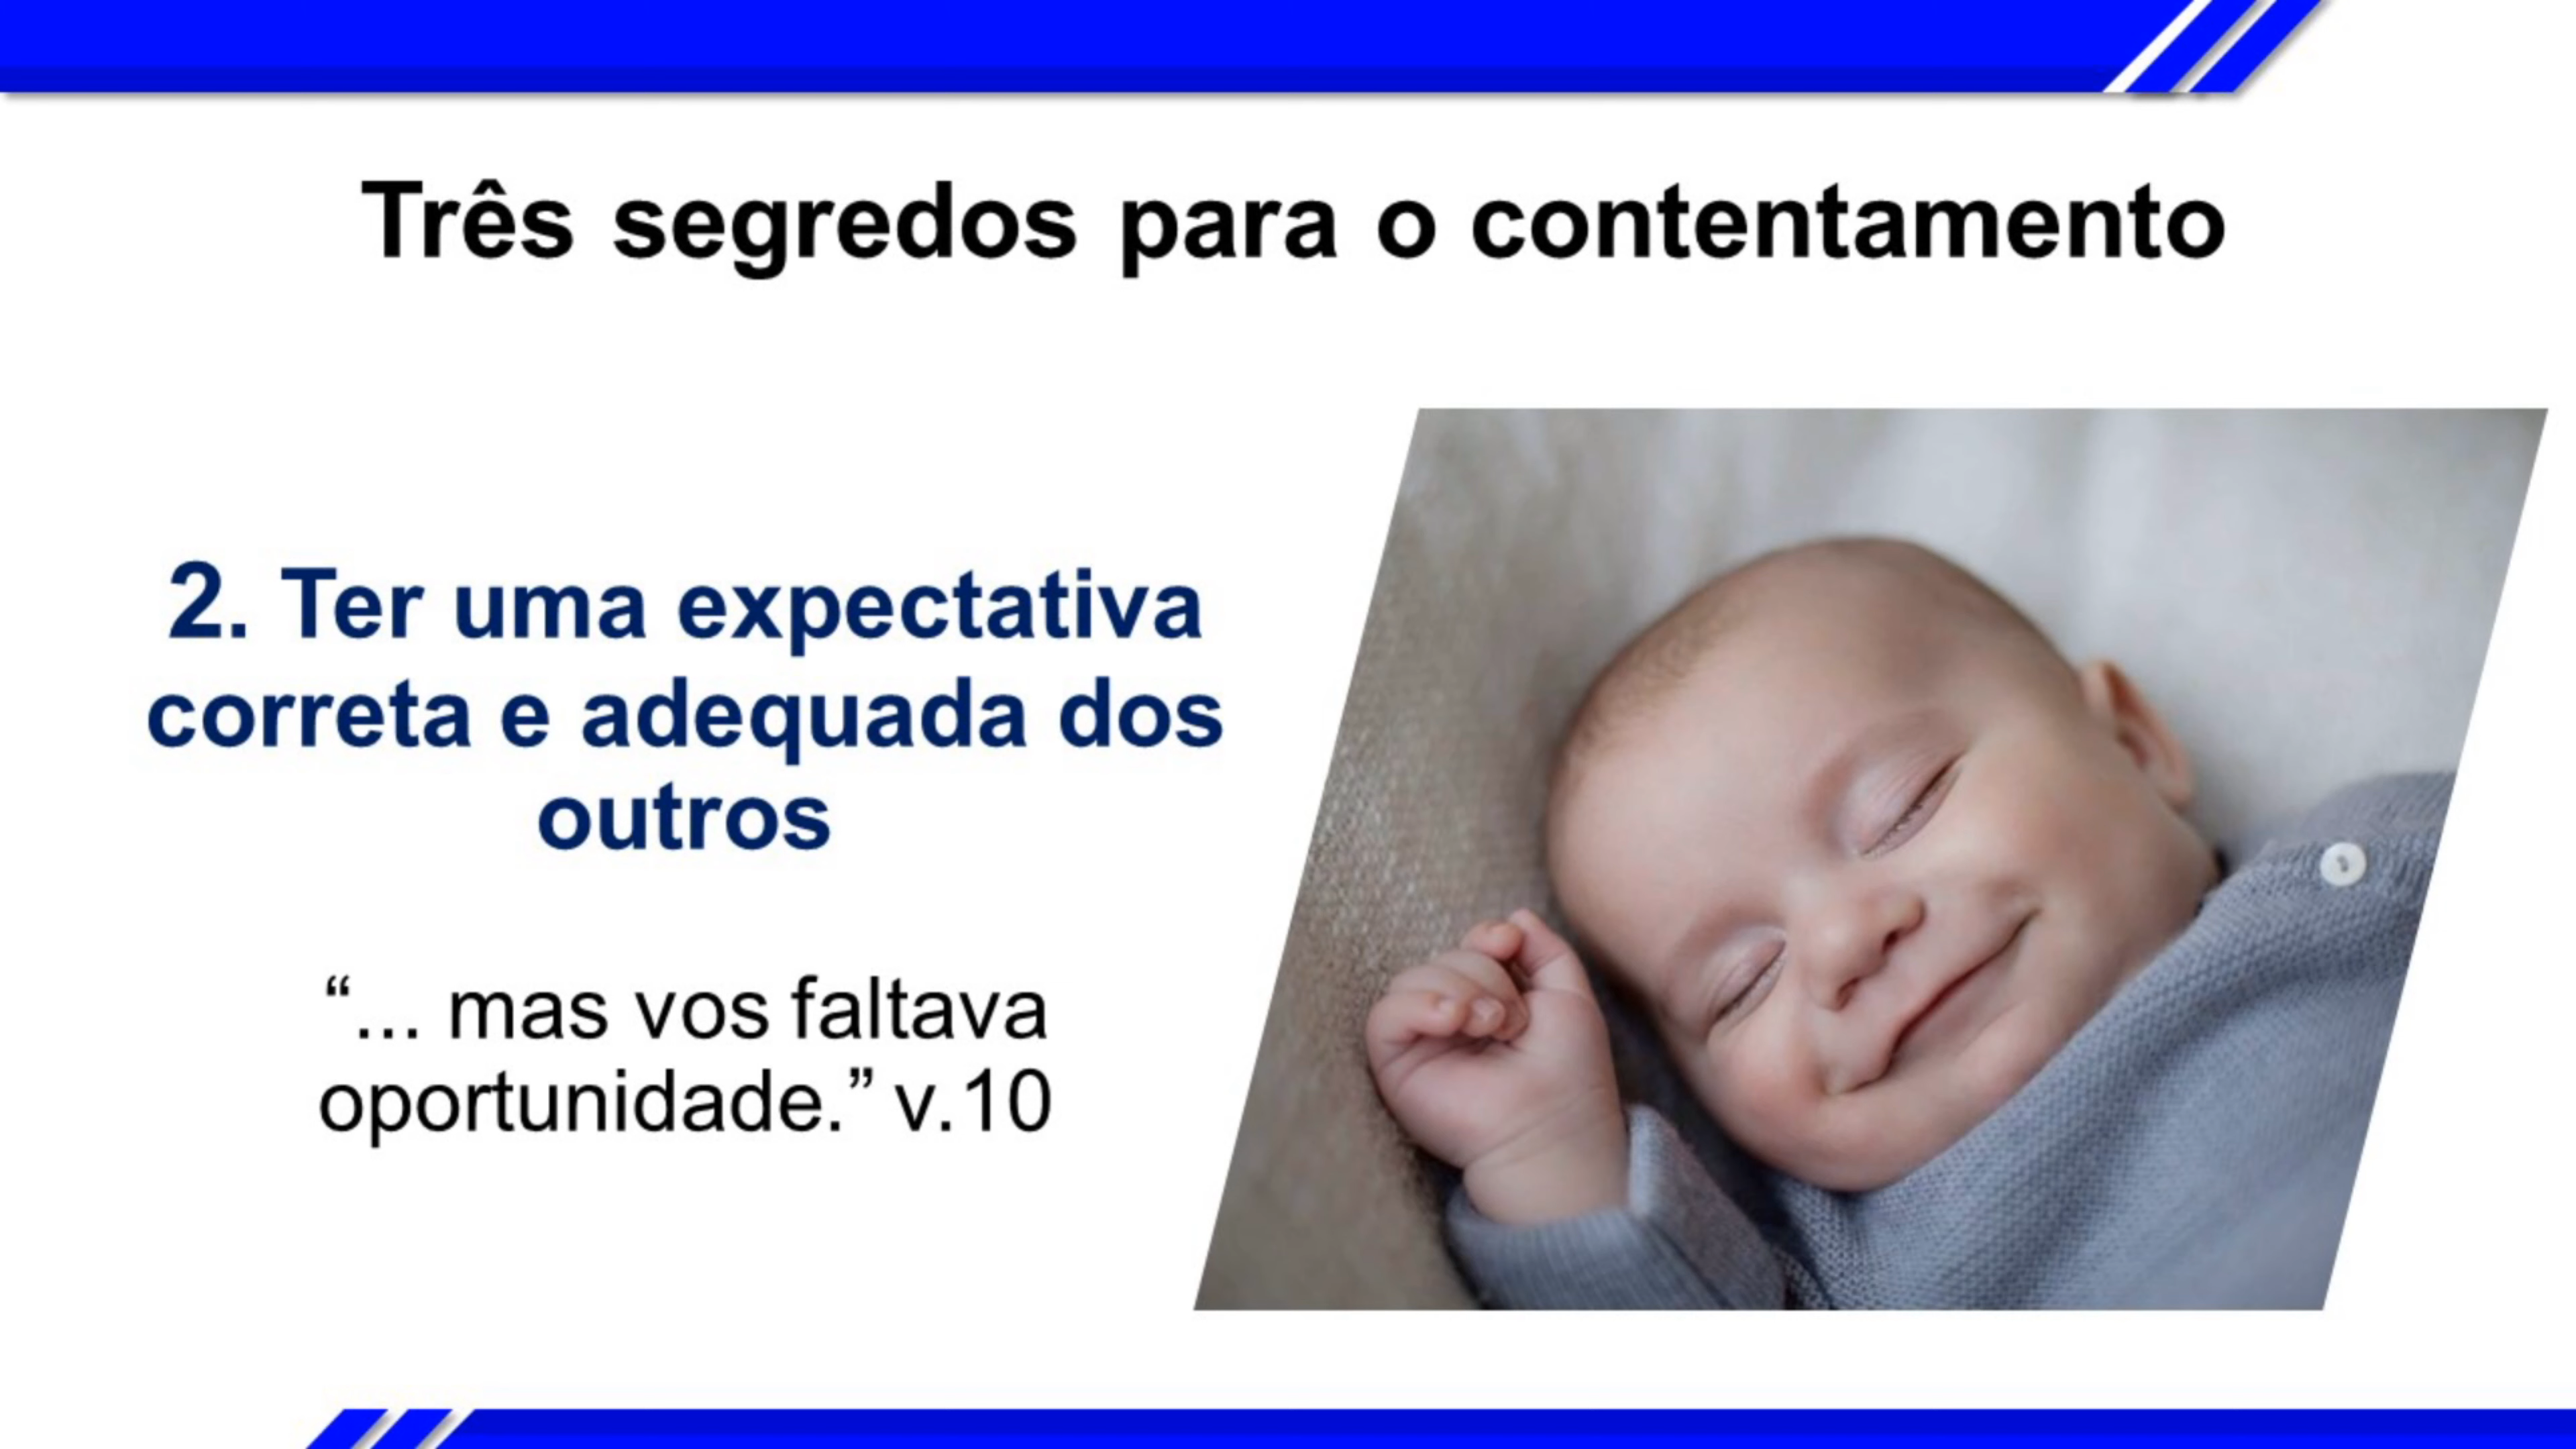 Três segredos para o contentamento
2. Ter uma expectativa
correta e adequada dos
outros
“... mas vos faltava
oportunidade.” v.10